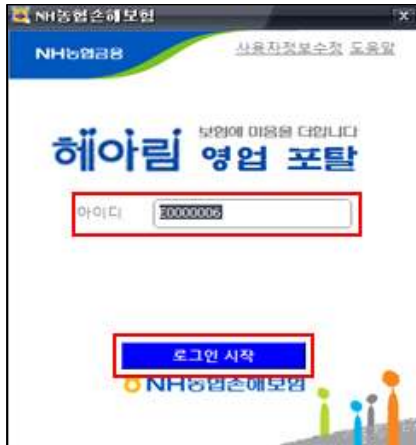 NH농협손해보험
NH농협금융
사용자정보수정 도움말
보험에 마음을 더합니다
헤아림 영업 포탈
아이디
E0000006
로그인 시작
NH농협손해보험